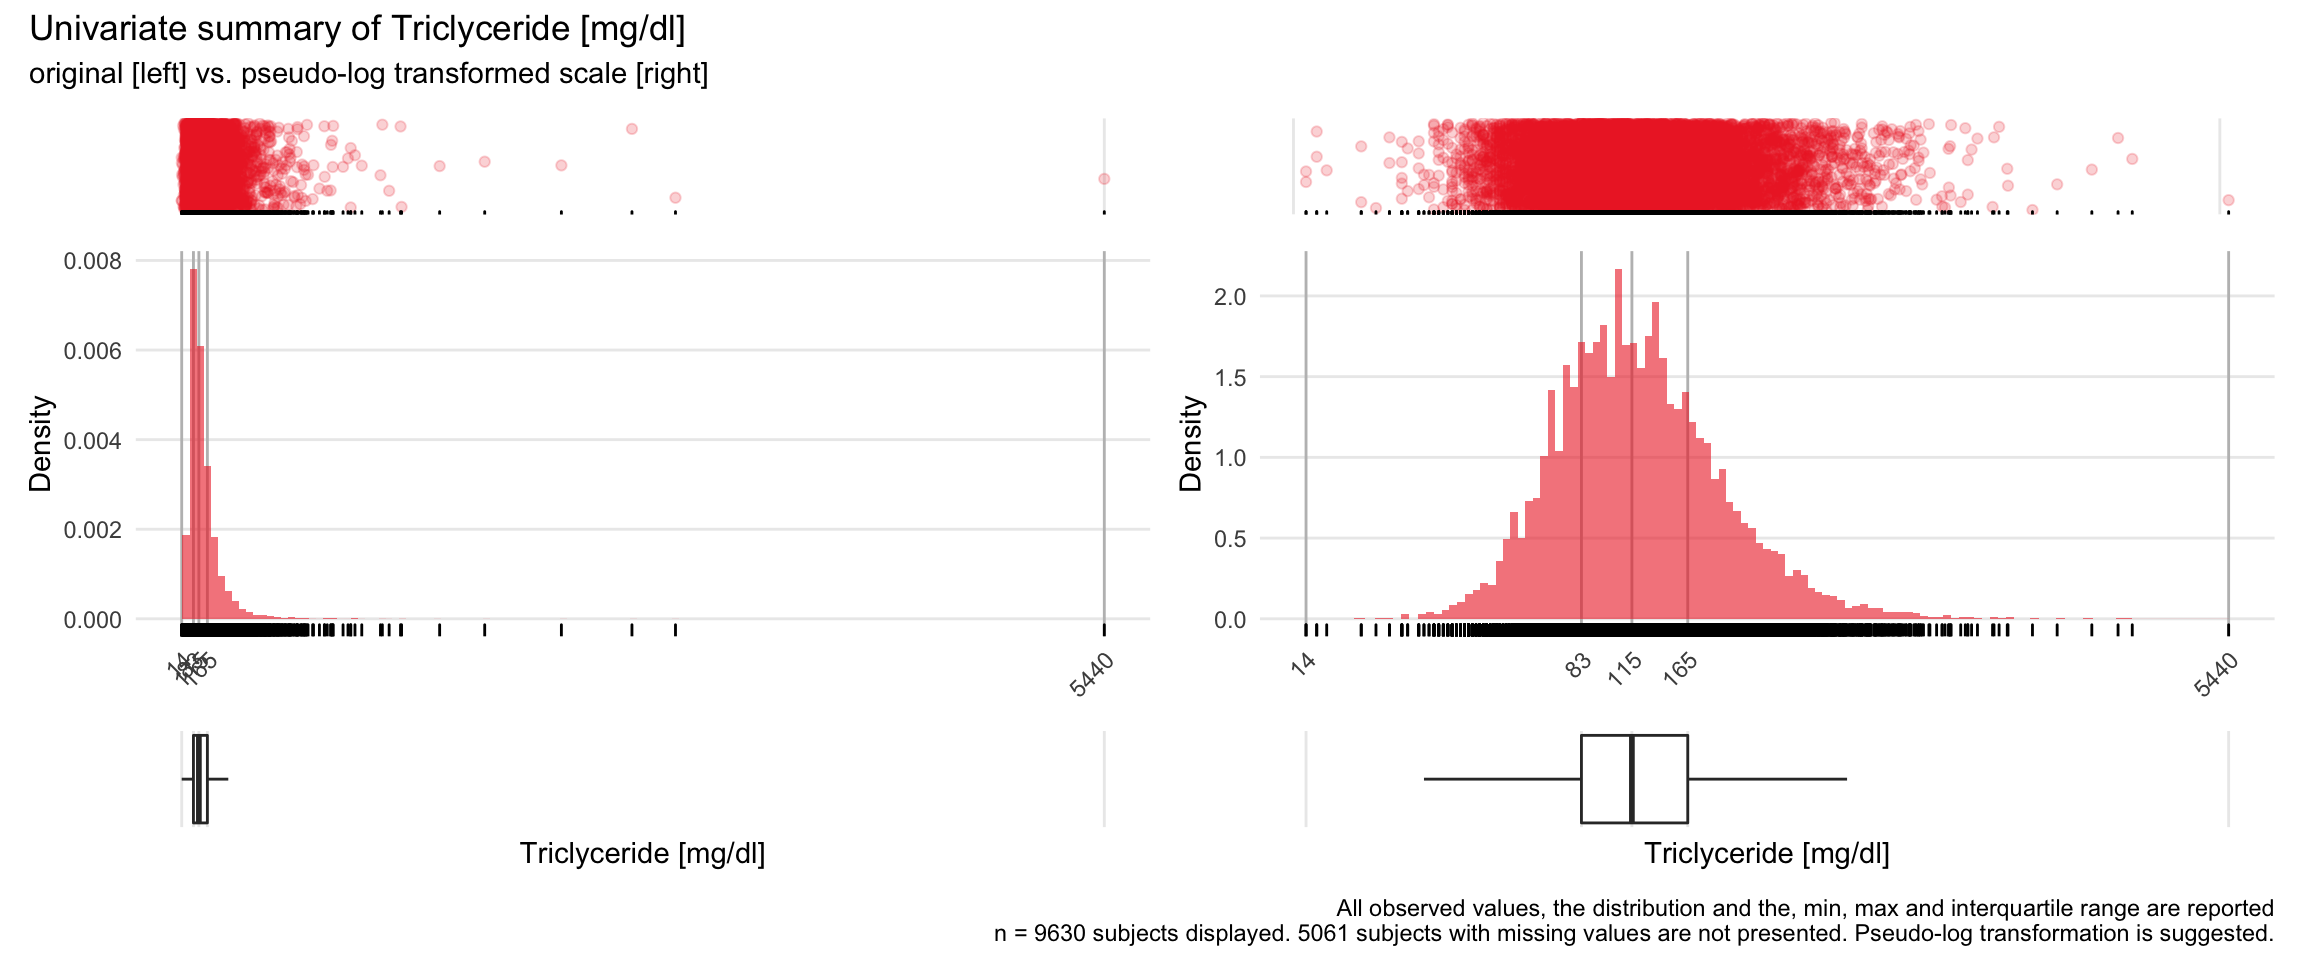 Univariate summary of Triclyceride [mg/dl]
original [left] vs. pseudo-log transformed scale [right]
Density
0.008
0.006
0.004
0.002
0.000
14
83
115
165
5440
Triclyceride [mg/dl]
Density
2.0
1.5
1.0
0.5
0.0
14
83
115
165
5440
Triclyceride [mg/dl]
All observed values, the distribution and the, min, max and interquartile range are reported
n = 9630 subjects displayed. 5061 subjects with missing values are not presented. Pseudo-log transformation is suggested.